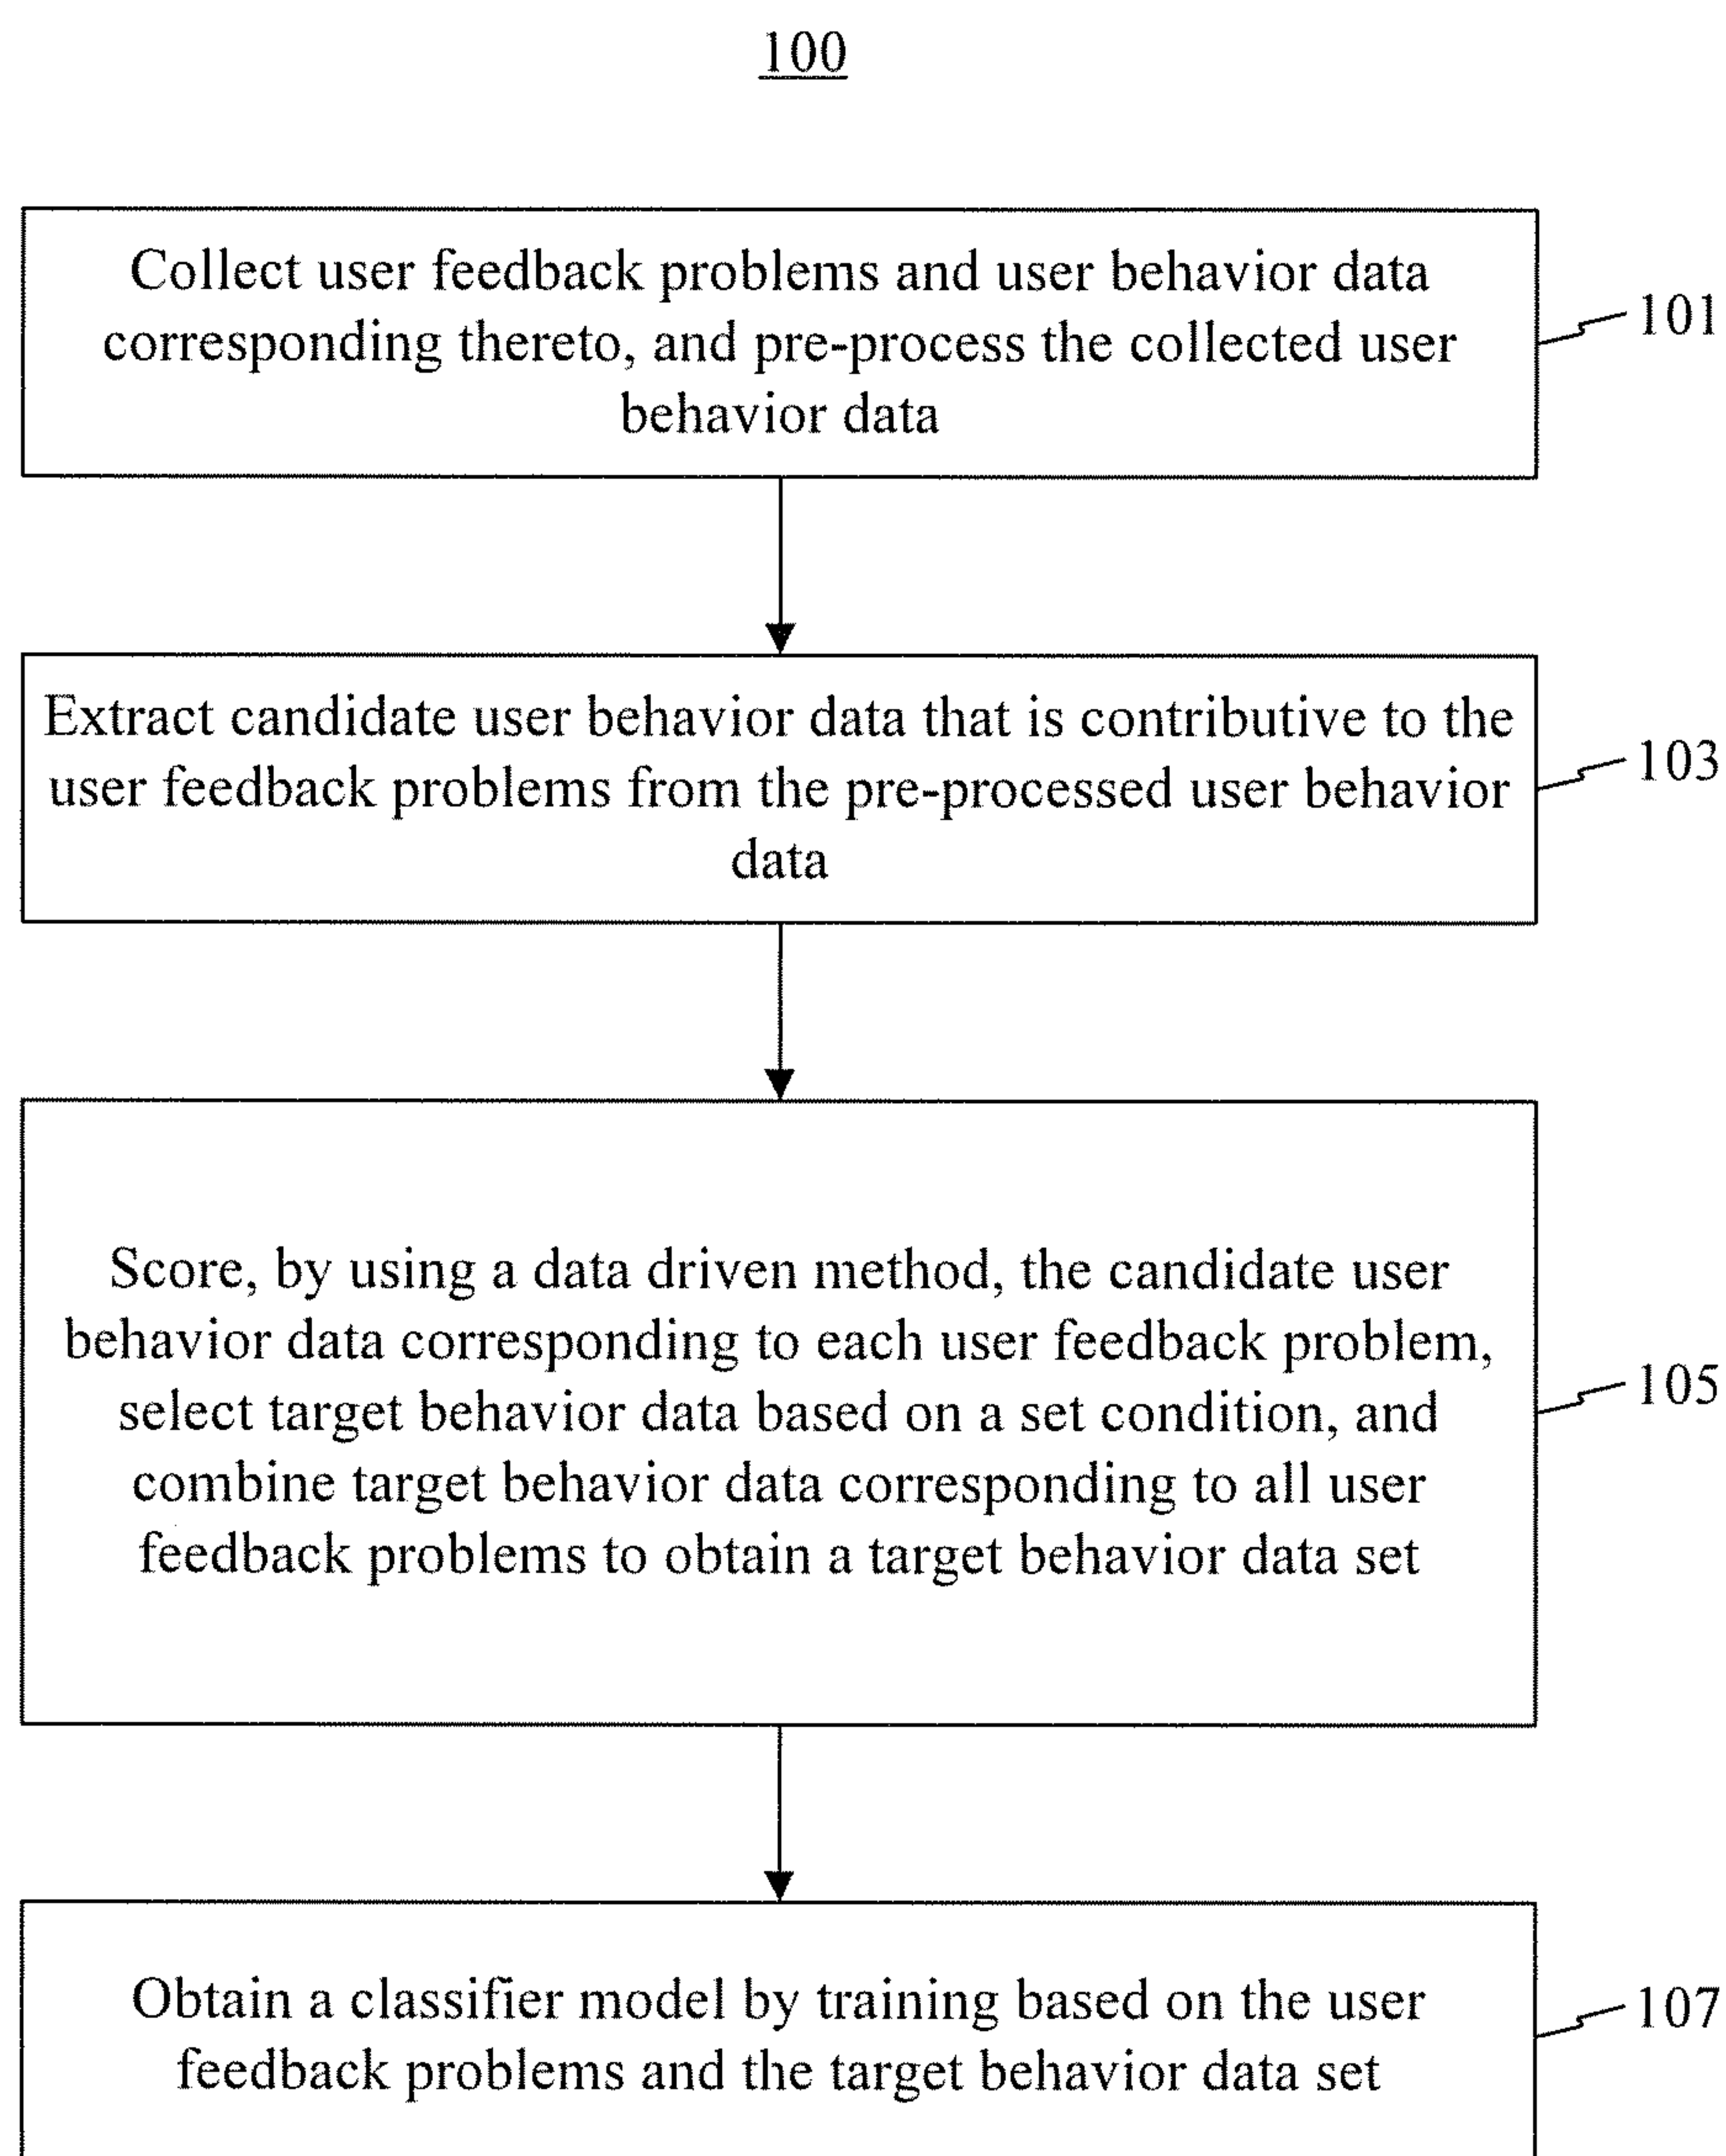 100
Collect user feedback problems and user behavior data
corresponding thereto, and pre-process the collected user
behavior data
101
Extract candidate user behavior data that is contributive to the
user feedback problems from the pre-processed user behavior
data
103
Score, by using a data driven method, the candidate user
behavior data corresponding to each user feedback problem,
select target behavior data based on a set condition, and
combine target behavior data corresponding to all user
feedback problems to obtain a target behavior data set
105
Obtain a classifier model by training based on the user
feedback problems and the target behavior data set
107